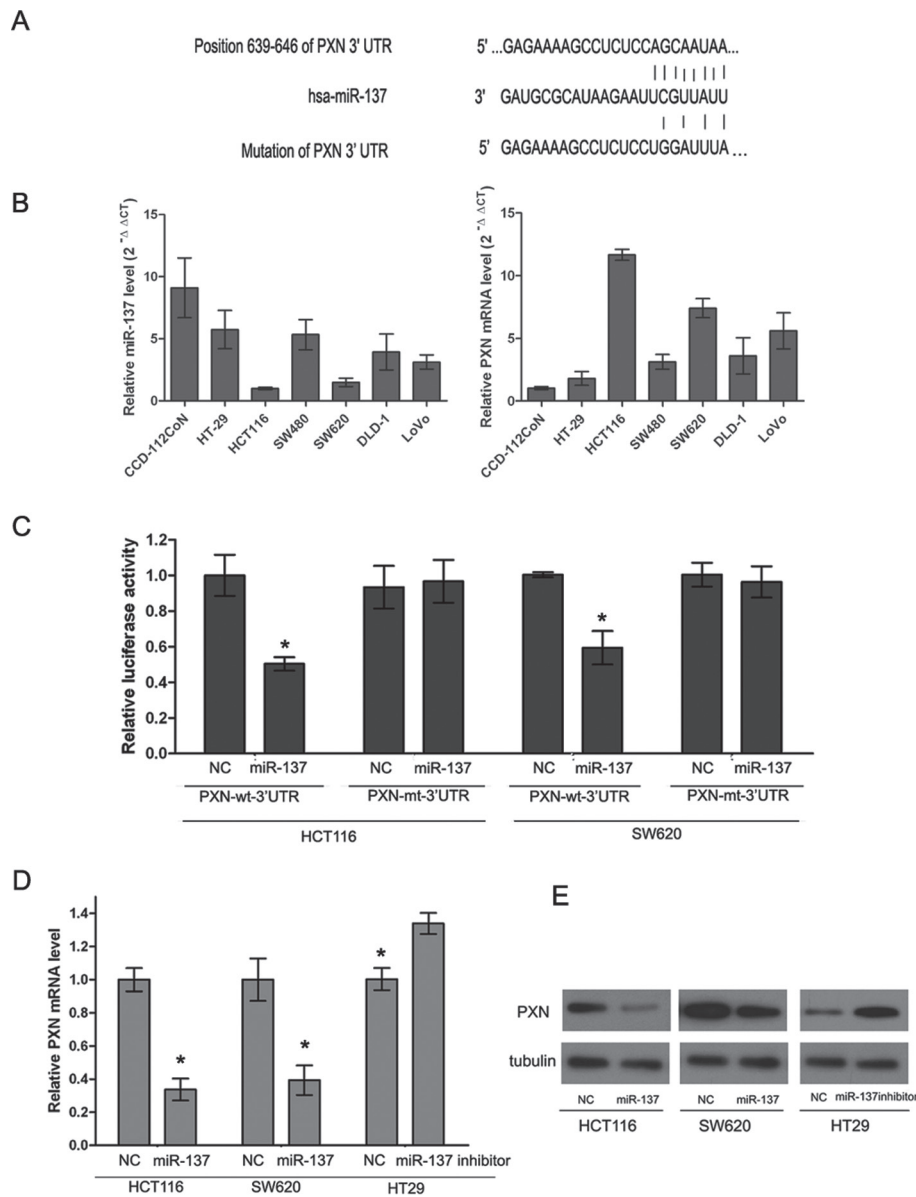 A
Position 639-646 of PXN 3' UTR 5' ...GAGAAAAGCCUCUCCAGCAAUAA...
hsa-miR-137 3' GAUGCGCAUAAGAAUUCGUUAUU
Mutation of PXN 3' UTR 5' GAGAAAAGCCUCUCCUGGAUUUA ...
B
Relative miR-137 level (2 -Δ ΔCT)
15
10
5
0
CCD-112CoN
HT-29
HCT116
SW480
SW620
DLD-1
LoVo
Relative PXN mRNA level (2 -Δ ΔCT)
15
10
5
0
CCD-112CoN
HT-29
HCT116
SW480
SW620
DLD-1
LoVo
C
Relative luciferase activity
1.2
1.0
0.8
0.6
0.4
0.2
0.0
* *
NC miR-137 NC miR-137 NC miR-137 NC miR-137
PXN-wt-3'UTR PXN-mt-3'UTR PXN-wt-3'UTR PXN-mt-3'UTR
HCT116 SW620
D
Relative PXN mRNA level
1.4
1.0
0.8
0.6
0.4
0.2
0.0
* * *
NC miR-137 NC miR-137 NC miR-137 inhibitor
HCT116 SW620 HT29
E
PXN
tubulin
NC miR-137 NC miR-137 NC miR-137inhibitor
HCT116 SW620 HT29